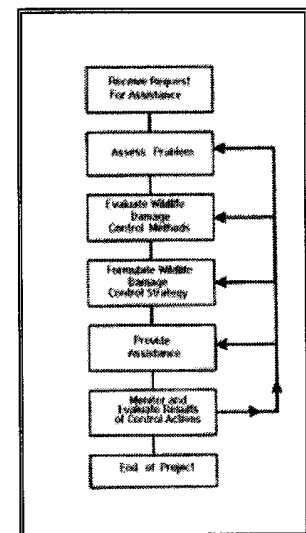 Receive Request
For Assistance
Assess Problem
Evaluate Wildlife
Damage
Control Methods
Formulate Wildlife
Damage
Control Strategy
Provide
Assistance
Monitor and
Evaluate Results
of Control Actions
End of Project